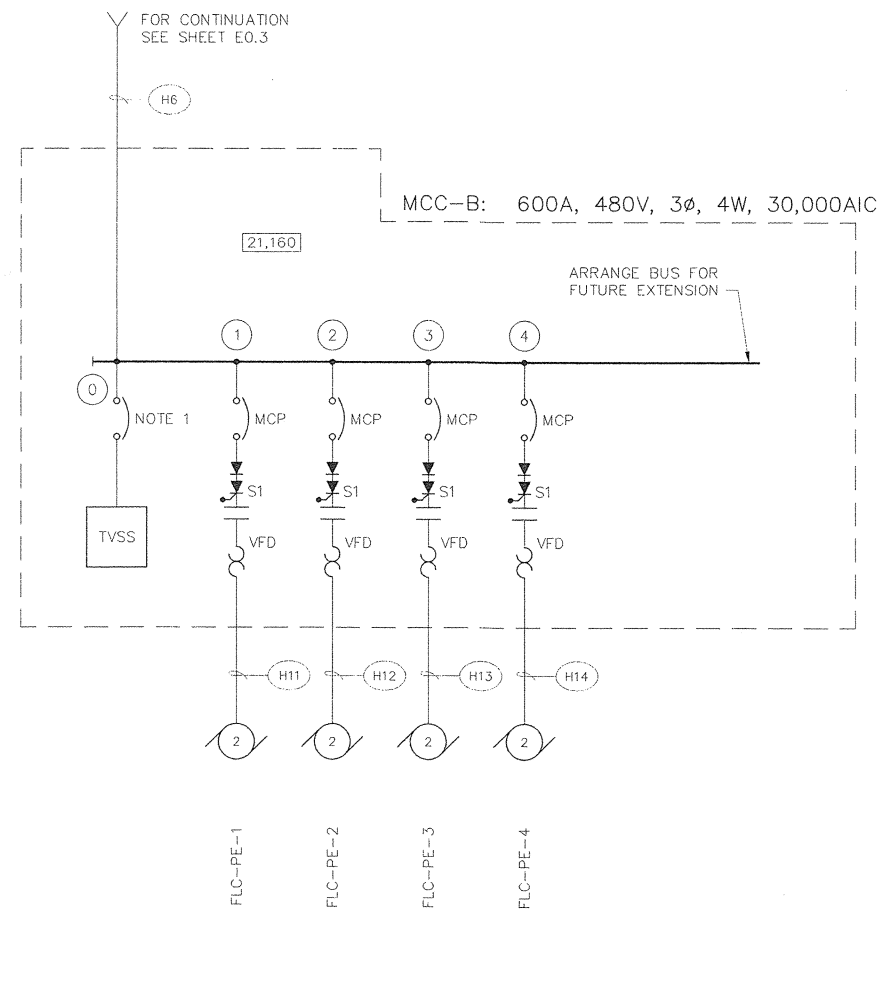 FOR CONTINUATION
SEE SHEET E0.3
H6
MCC-B: 600A, 480V, 3ø, 4W, 30,000AIC
21,160
ARRANGE BUS FOR
FUTURE EXTENSION
1 2 3 4
0
NOTE 1 MCP MCP MCP MCP
S1 S1 S1 S1
TVSS VFD VFD VFD VFD
H11 H12 H13 H14
2 2 2 2
FLC-PE-1
FLC-PE-2
FLC-PE-3
FLC-PE-4